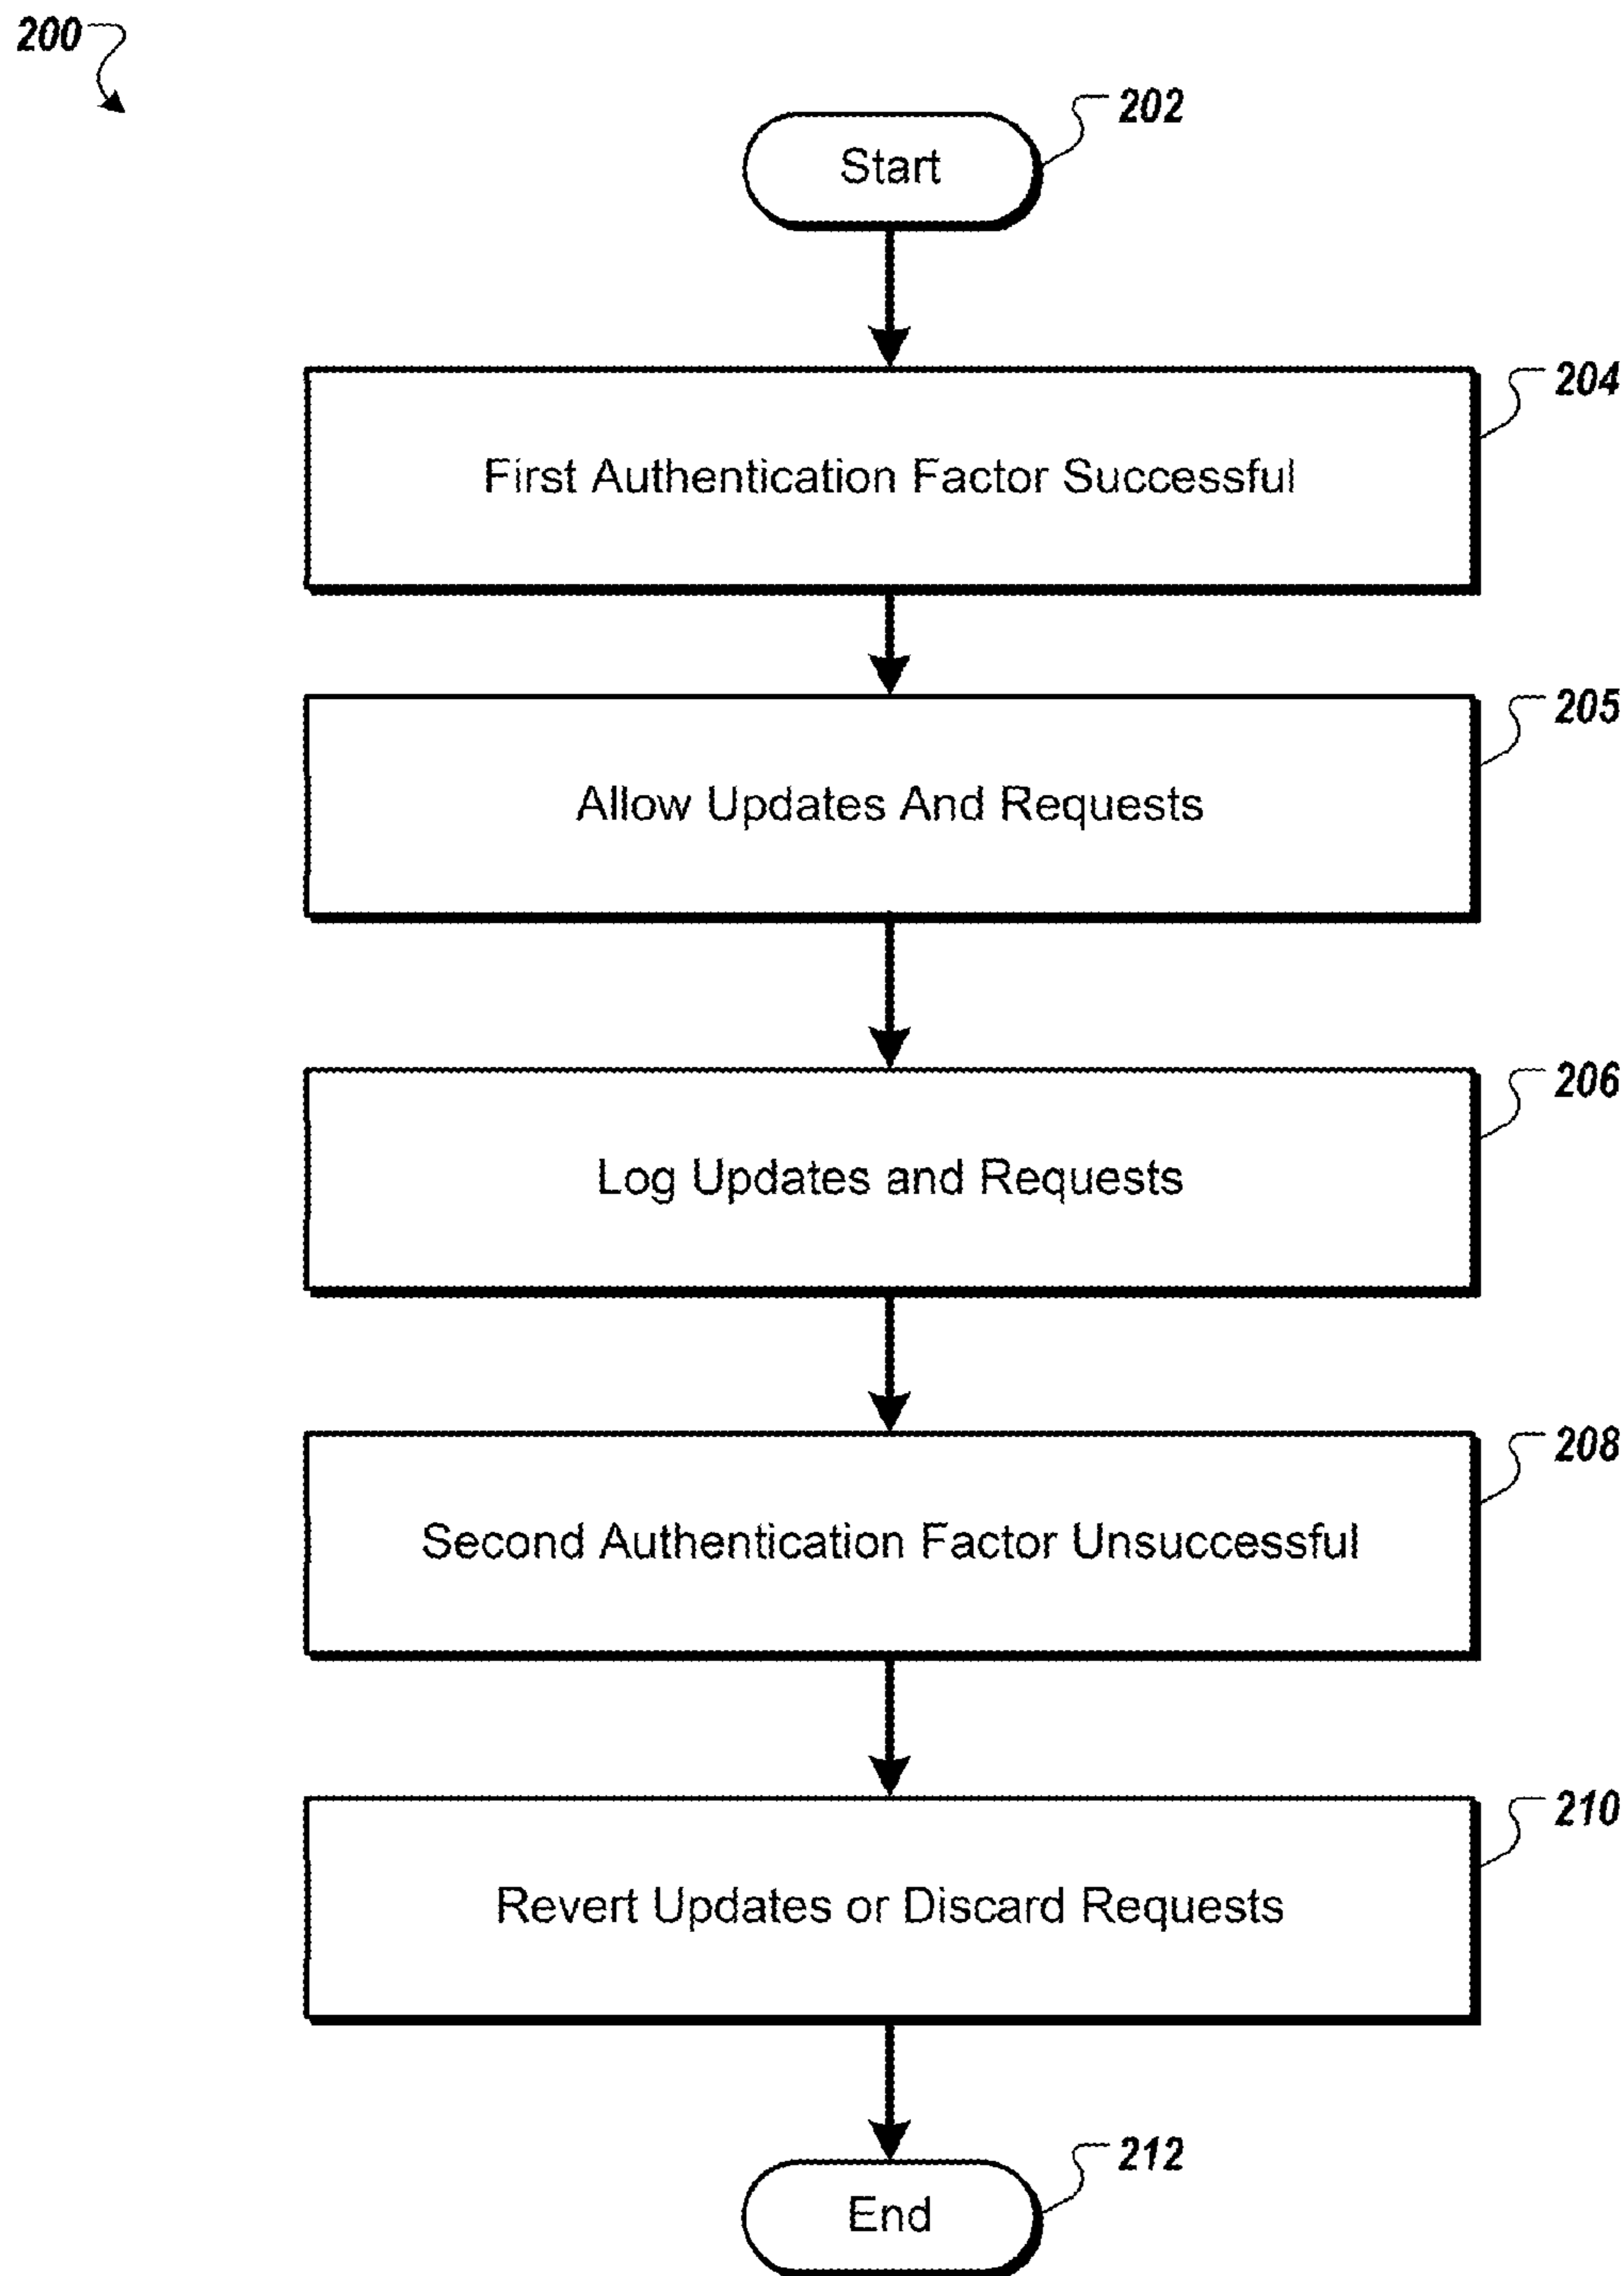 200
202
Start
204
First Authentication Factor Successful
205
Allow Updates And Requests
206
Log Updates and Requests
208
Second Authentication Factor Unsuccessful
210
Revert Updates or Discard Requests
212
End